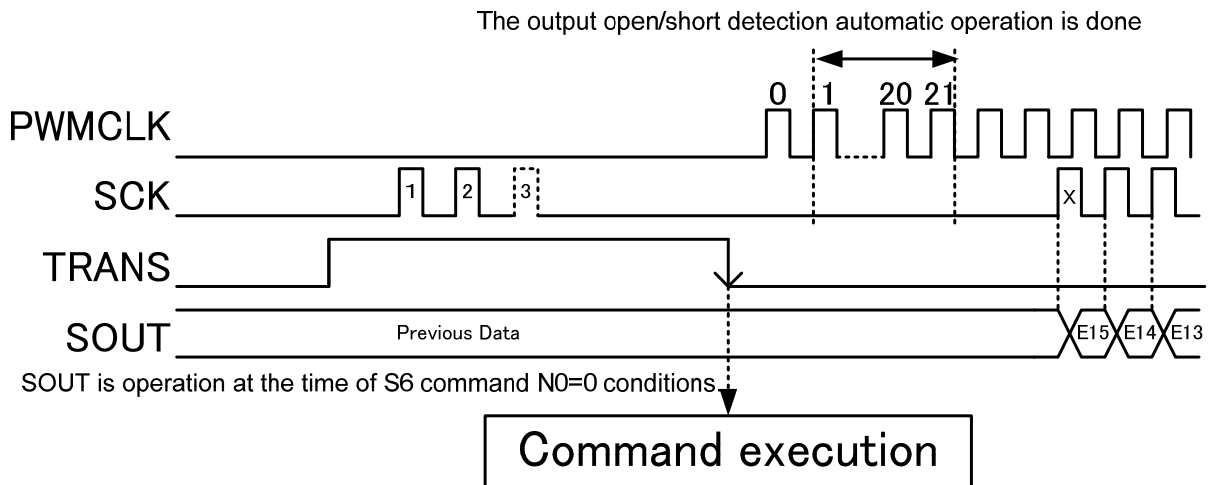 The output open/short detection automatic operation is done
0 1 20 21
PWMCLK
SCK 1 2 3 X
TRANS
SOUT Previous Data E15 E14 E13
SOUT is operation at the time of S6 command N0=0 conditions.
Command execution